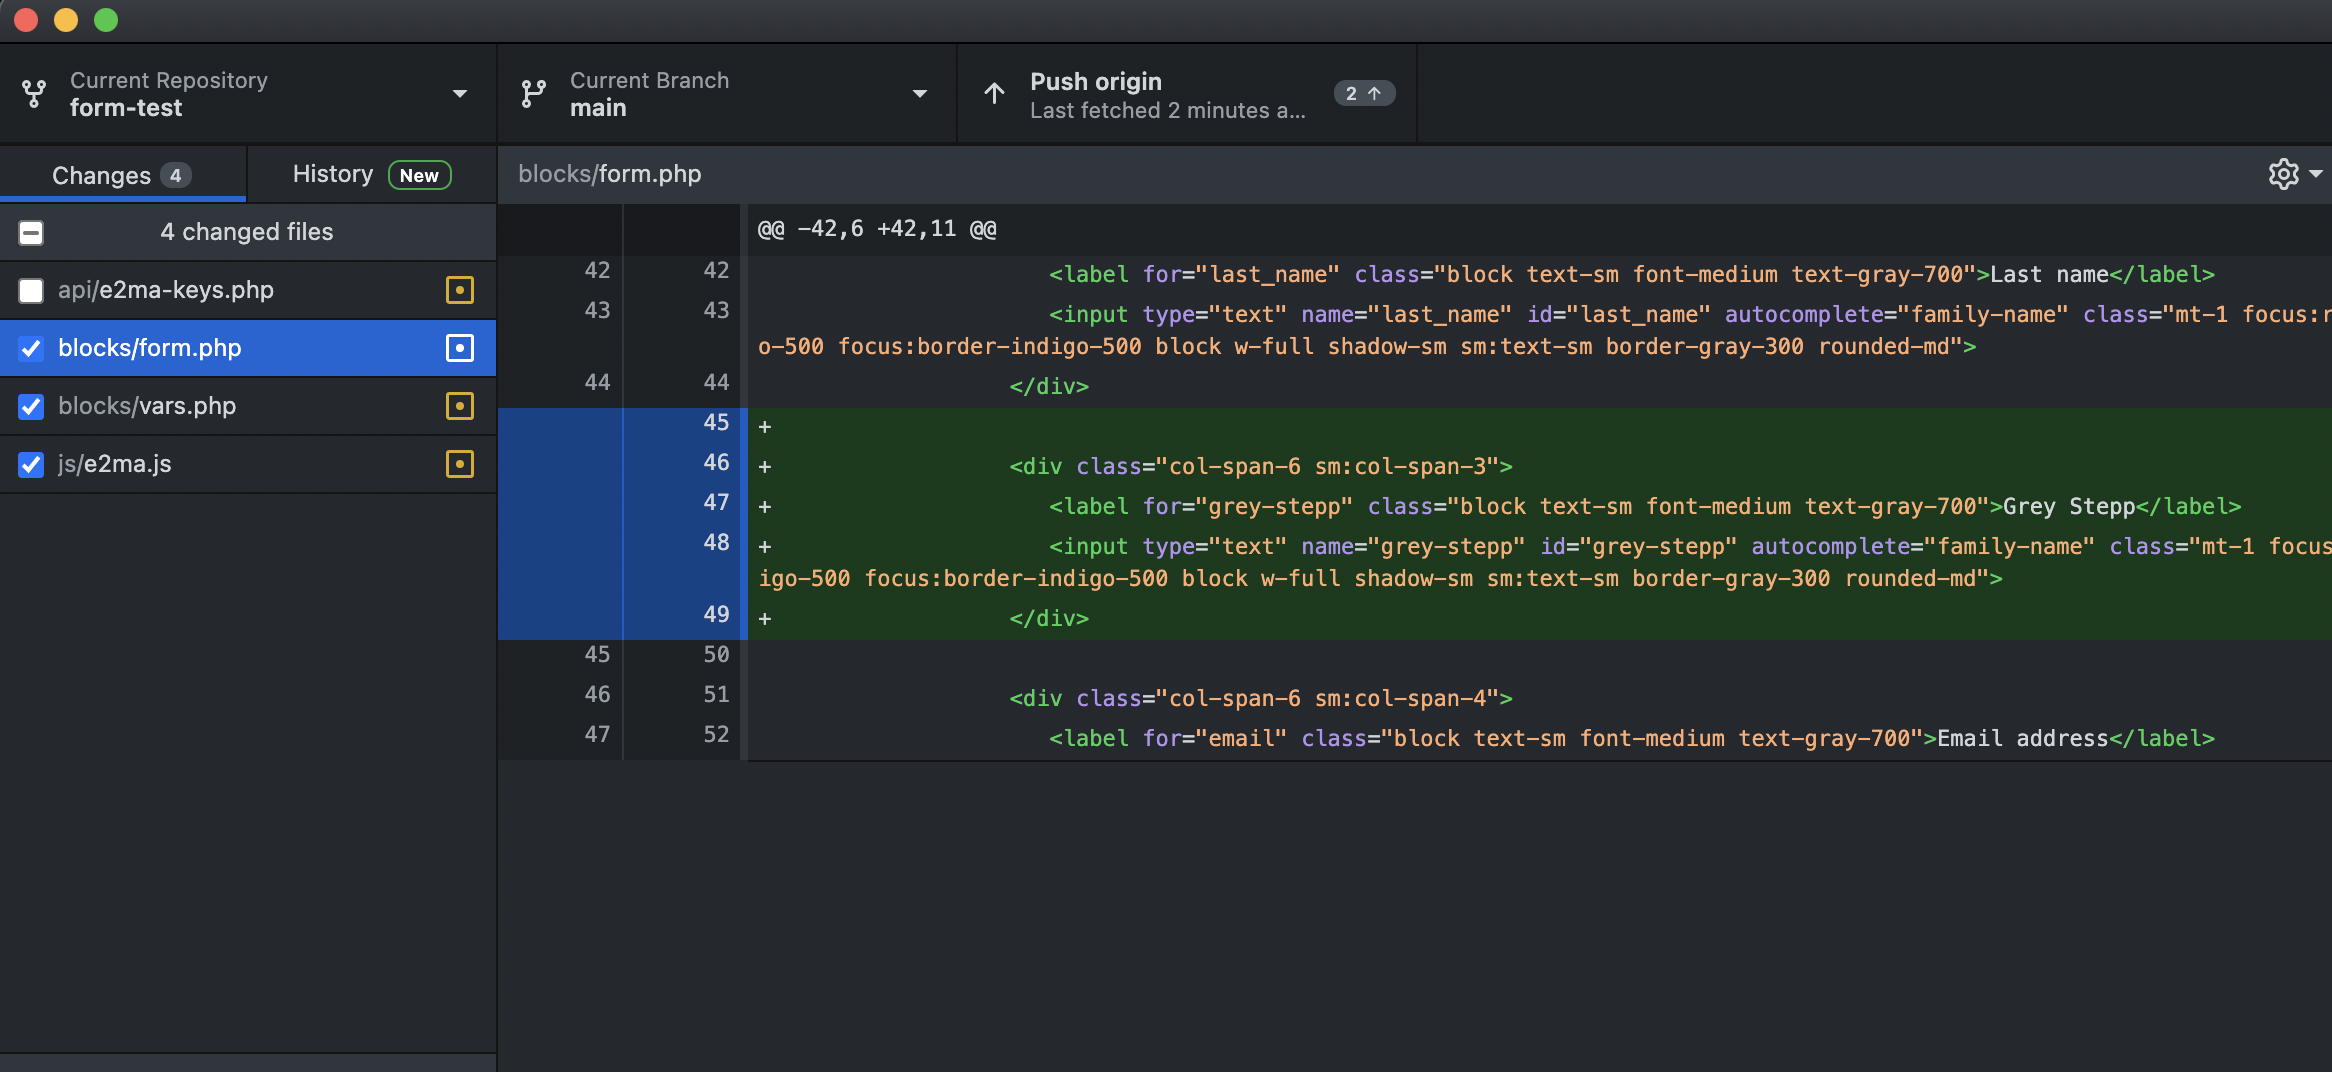 Current Repository
form-test
Current Branch
main
Push origin
Last fetched 2 minutes a...
2 ↑
Changes 4
History New
4 changed files
api/e2ma-keys.php
blocks/form.php
blocks/vars.php
js/e2ma.js
blocks/form.php
@@ -42,6 +42,11 @@
42 42 <label for="last_name" class="block text-sm font-medium text-gray-700">Last name</label>
43 43 <input type="text" name="last_name" id="last_name" autocomplete="family-name" class="mt-1 focus:r
o-500 focus:border-indigo-500 block w-full shadow-sm sm:text-sm border-gray-300 rounded-md">
44 44 </div>
45 +
46 + <div class="col-span-6 sm:col-span-3">
47 + <label for="grey-stepp" class="block text-sm font-medium text-gray-700">Grey Stepp</label>
48 + <input type="text" name="grey-stepp" id="grey-stepp" autocomplete="family-name" class="mt-1 focus
igo-500 focus:border-indigo-500 block w-full shadow-sm sm:text-sm border-gray-300 rounded-md">
49 + </div>
45 50
46 51 <div class="col-span-6 sm:col-span-4">
47 52 <label for="email" class="block text-sm font-medium text-gray-700">Email address</label>